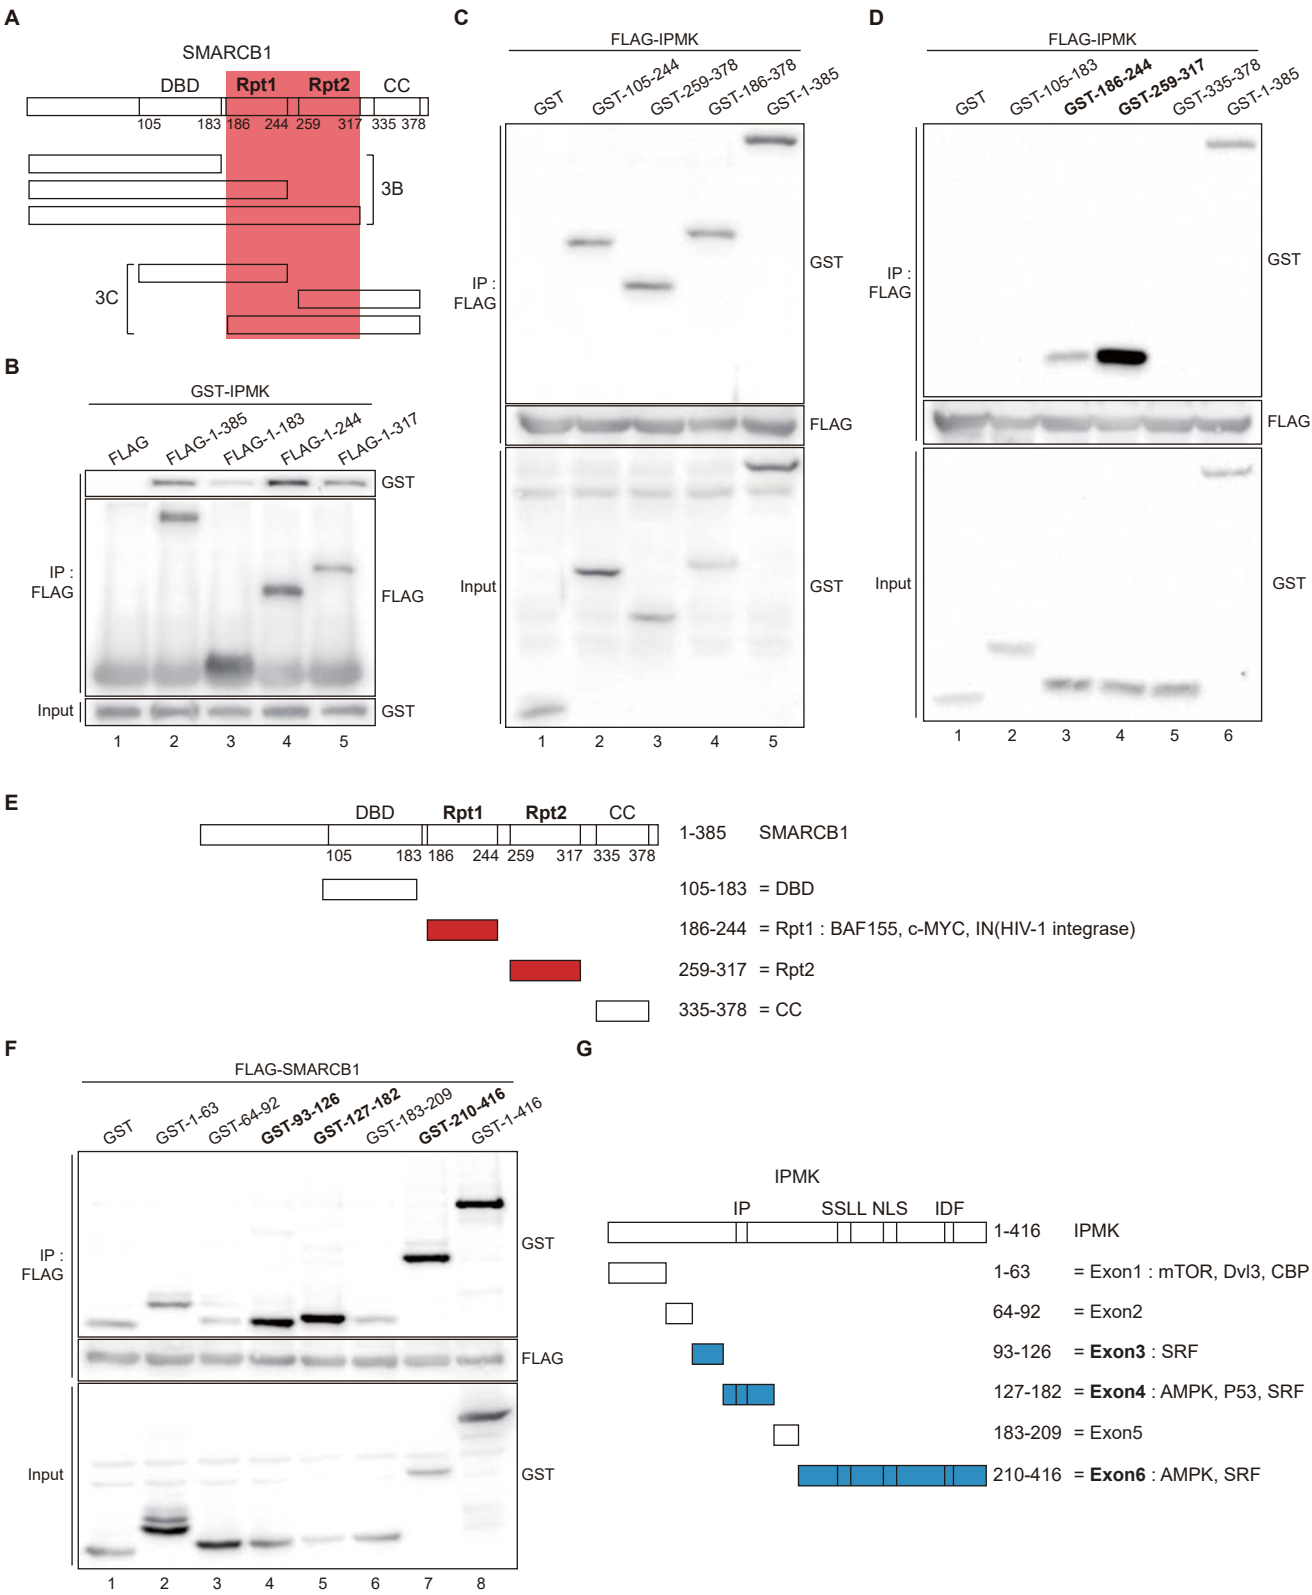 A
SMARCB1
DBD Rpt1 Rpt2 CC
105 183 186 244 259 317 335 378
3B
3C
B
GST-IPMK
FLAG FLAG-1-385 FLAG-1-183 FLAG-1-244 FLAG-1-317
GST
IP :
FLAG
FLAG
Input
GST
1 2 3 4 5
C
FLAG-IPMK
GST GST-105-244 GST-259-378 GST-186-378 GST-1-385
IP :
FLAG
GST
FLAG
Input
GST
1 2 3 4 5
D
FLAG-IPMK
GST GST-105-183 GST-186-244 GST-259-317 GST-335-378 GST-1-385
IP :
FLAG
GST
FLAG
Input
GST
1 2 3 4 5 6
E
DBD Rpt1 Rpt2 CC
1-385 SMARCB1
105 183 186 244 259 317 335 378
105-183 = DBD
186-244 = Rpt1 : BAF155, c-MYC, IN(HIV-1 integrase)
259-317 = Rpt2
335-378 = CC
F
FLAG-SMARCB1
GST GST-1-63 GST-64-92 GST-93-126 GST-127-182 GST-183-209 GST-210-416 GST-1-416
IP :
FLAG
GST
FLAG
Input
GST
1 2 3 4 5 6 7 8
G
IPMK
IP SSLL NLS IDF
1-416 IPMK
1-63 = Exon1 : mTOR, Dvl3, CBP
64-92 = Exon2
93-126 = Exon3 : SRF
127-182 = Exon4 : AMPK, P53, SRF
183-209 = Exon5
210-416 = Exon6 : AMPK, SRF